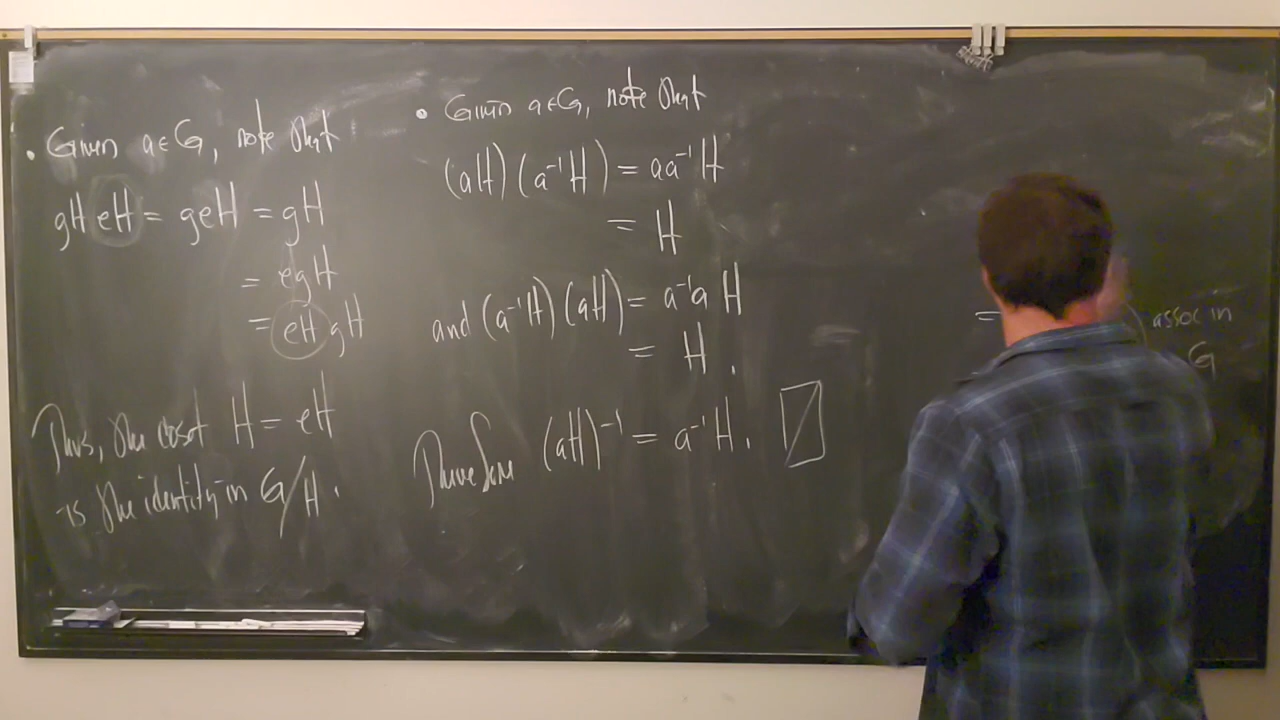 • Given a∈G, note that
gH eH = geH = gH
= egH
= eH gH
Thus, the coset H = eH
is the identity in G/H.
• Given a∈G, note that
(aH)(a⁻¹H) = aa⁻¹H
= H
and (a⁻¹H)(aH) = a⁻¹a H
= H.
Therefore (aH)⁻¹ = a⁻¹H.
= ) assoc in
G